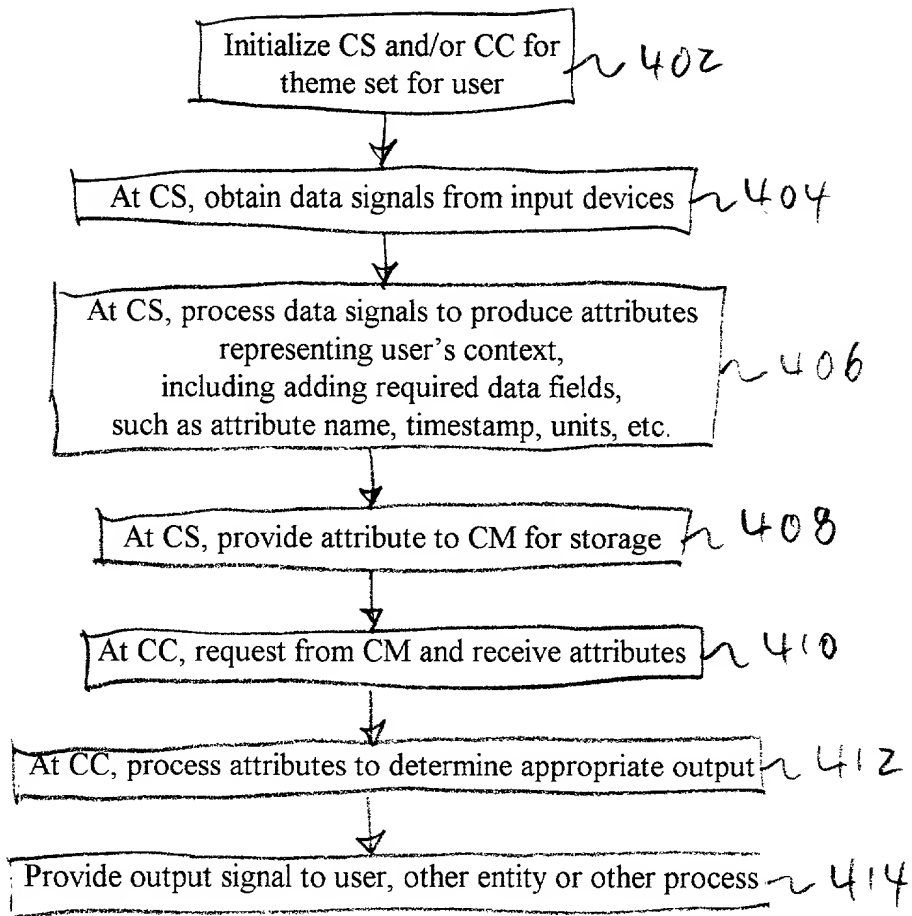 Initialize CS and/or CC for
theme set for user
402
At CS, obtain data signals from input devices
404
At CS, process data signals to produce attributes
representing user's context,
including adding required data fields,
such as attribute name, timestamp, units, etc.
406
At CS, provide attribute to CM for storage
408
At CC, request from CM and receive attributes
410
At CC, process attributes to determine appropriate output
412
Provide output signal to user, other entity or other process
414